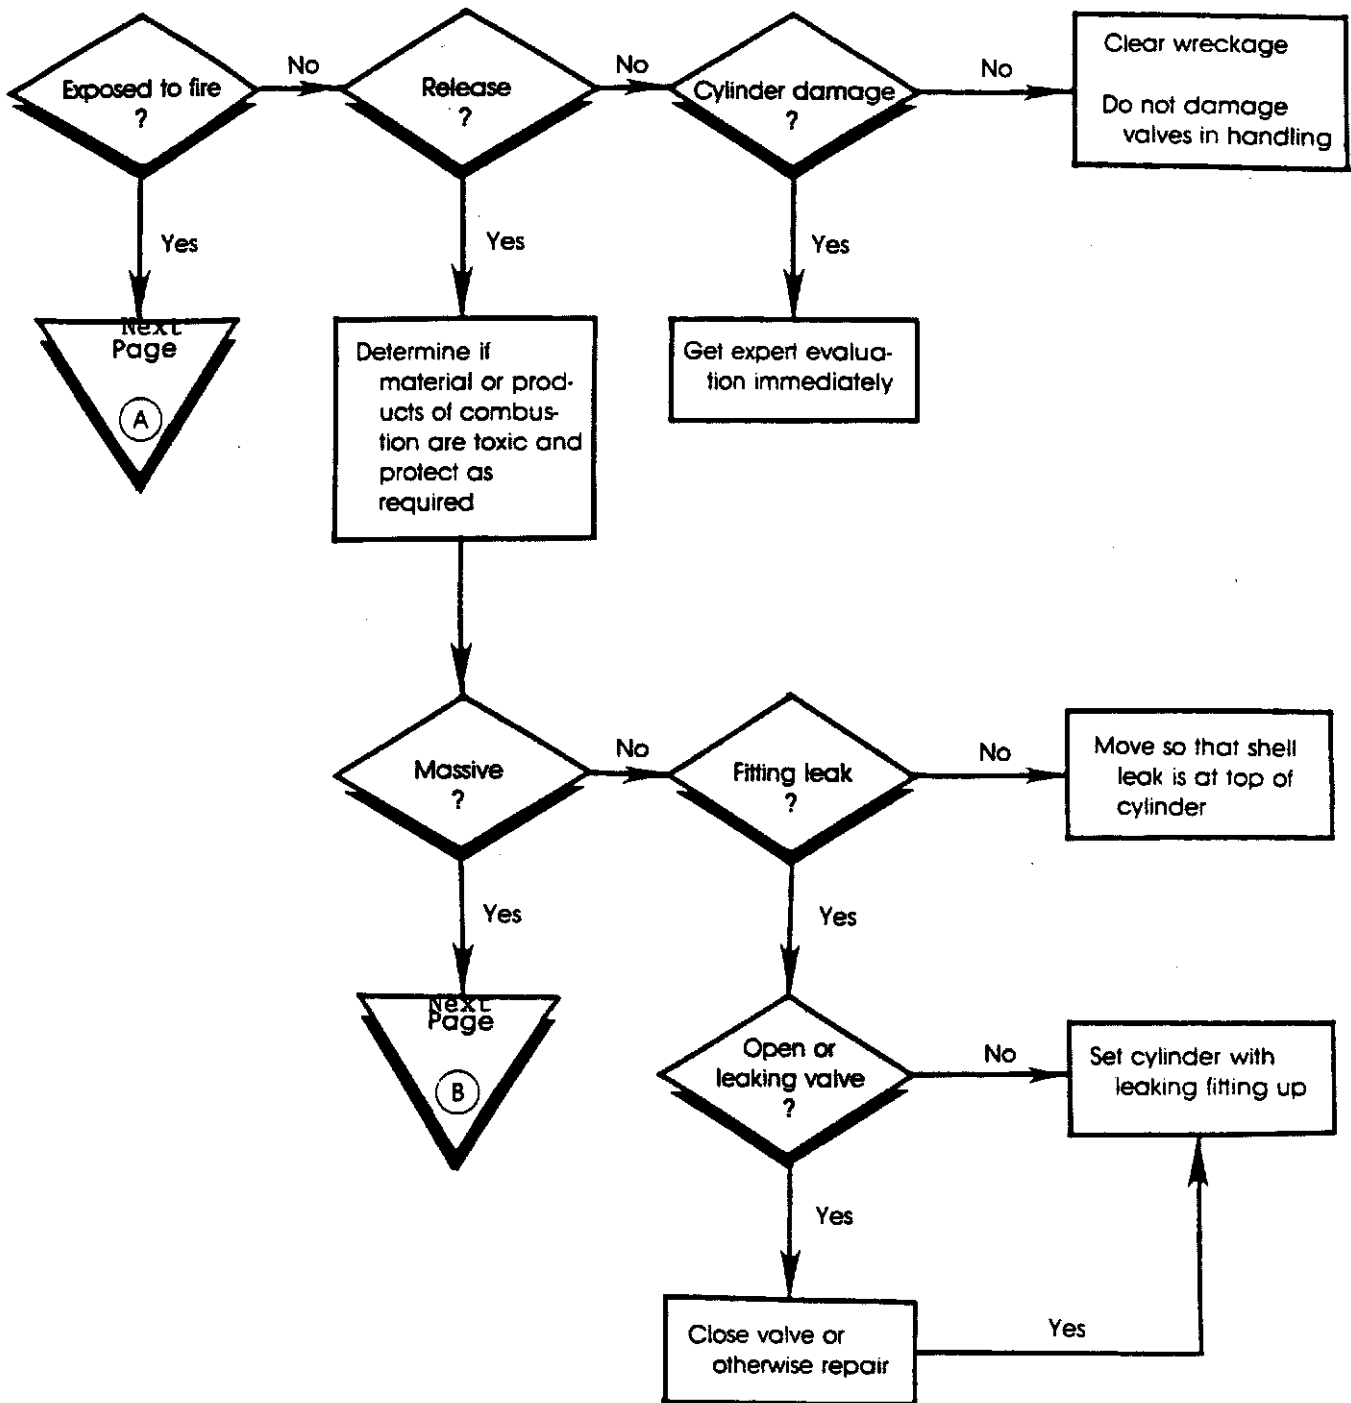 Exposed to fire
?
No
Release
?
No
Cylinder damage
?
No
Clear wreckage
Do not damage
valves in handling
Yes
Yes
Yes
Next
Page
A
Determine if
material or prod-
ucts of combus-
tion are toxic and
protect as
required
Get expert evalua-
tion immediately
Massive
?
No
Fitting leak
?
No
Move so that shell
leak is at top of
cylinder
Yes
Yes
Next
Page
B
Open or
leaking valve
?
No
Set cylinder with
leaking fitting up
Yes
Close valve or
otherwise repair
Yes